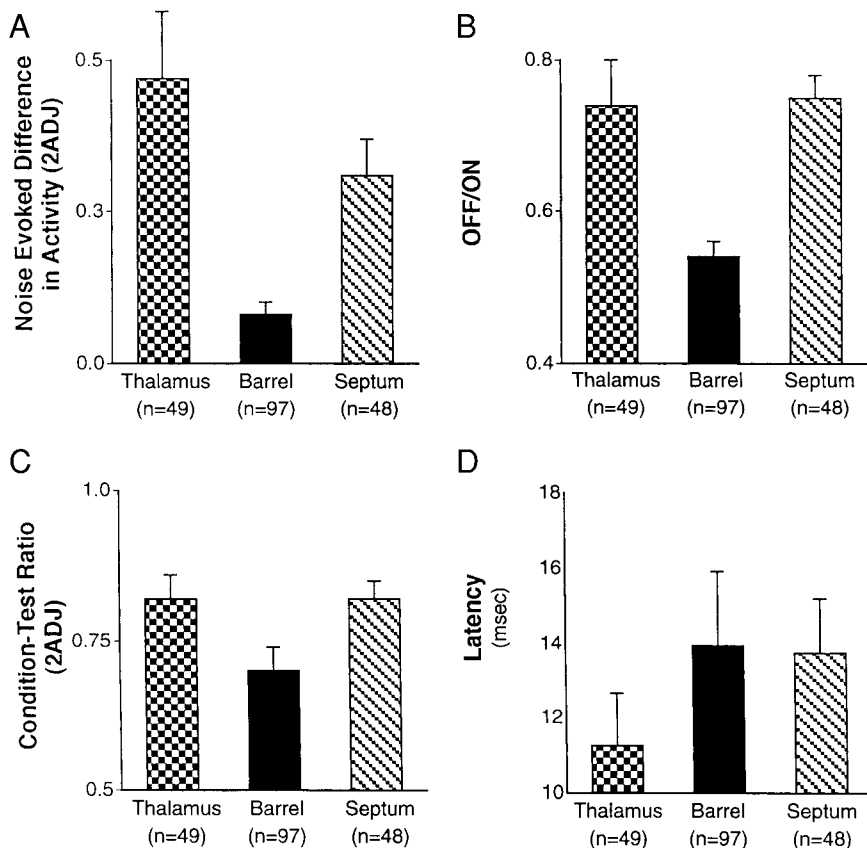 A
Noise Evoked Difference
in Activity (2ADJ)
0.5
0.3
0.0
Thalamus Barrel Septum
(n=49) (n=97) (n=48)
B
OFF/ON
0.8
0.6
0.4
Thalamus Barrel Septum
(n=49) (n=97) (n=48)
C
Condition-Test Ratio
(2ADJ)
1.0
0.75
0.5
Thalamus Barrel Septum
(n=49) (n=97) (n=48)
D
Latency
(msec)
18
16
14
11
10
Thalamus Barrel Septum
(n=49) (n=97) (n=48)